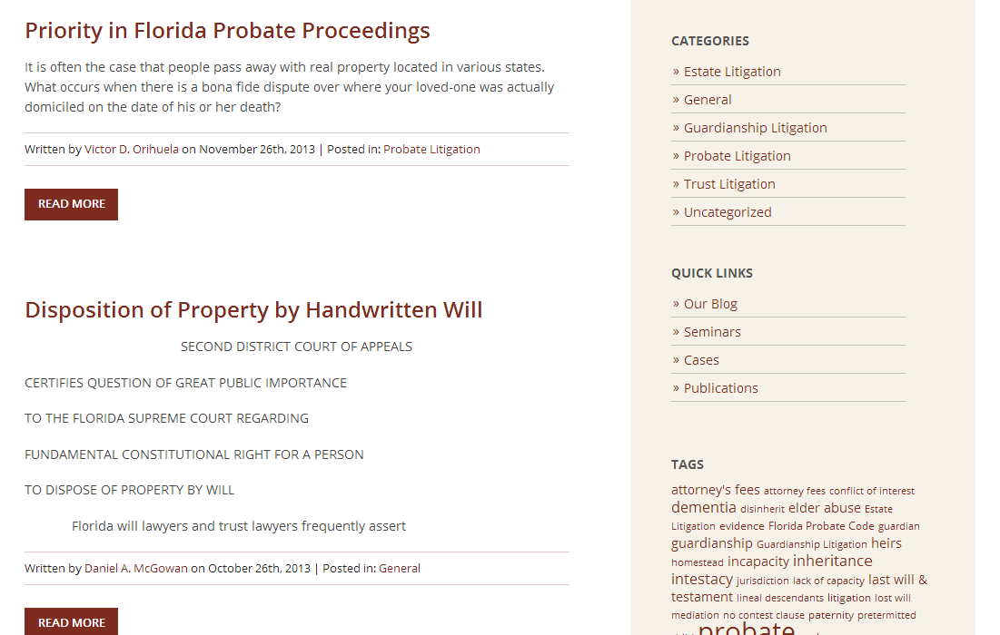 Priority in Florida Probate Proceedings
It is often the case that people pass away with real property located in various states.
What occurs when there is a bona fide dispute over where your loved-one was actually
domiciled on the date of his or her death?
Written by Victor D. Orihuela on November 26th, 2013 | Posted in: Probate Litigation
READ MORE
Disposition of Property by Handwritten Will
SECOND DISTRICT COURT OF APPEALS
CERTIFIES QUESTION OF GREAT PUBLIC IMPORTANCE
TO THE FLORIDA SUPREME COURT REGARDING
FUNDAMENTAL CONSTITUTIONAL RIGHT FOR A PERSON
TO DISPOSE OF PROPERTY BY WILL
Florida will lawyers and trust lawyers frequently assert
Written by Daniel A. McGowan on October 26th, 2013 | Posted in: General
READ MORE
CATEGORIES
» Estate Litigation
» General
» Guardianship Litigation
» Probate Litigation
» Trust Litigation
» Uncategorized
QUICK LINKS
» Our Blog
» Seminars
» Cases
» Publications
TAGS
attorney's fees attorney fees conflict of interest
dementia disinherit elder abuse Estate
Litigation evidence Florida Probate Code guardian
guardianship Guardianship Litigation heirs
homestead incapacity inheritance
intestacy jurisdiction lack of capacity last will &
testament lineal descendants litigation lost will
mediation no contest clause paternity pretermitted
probate